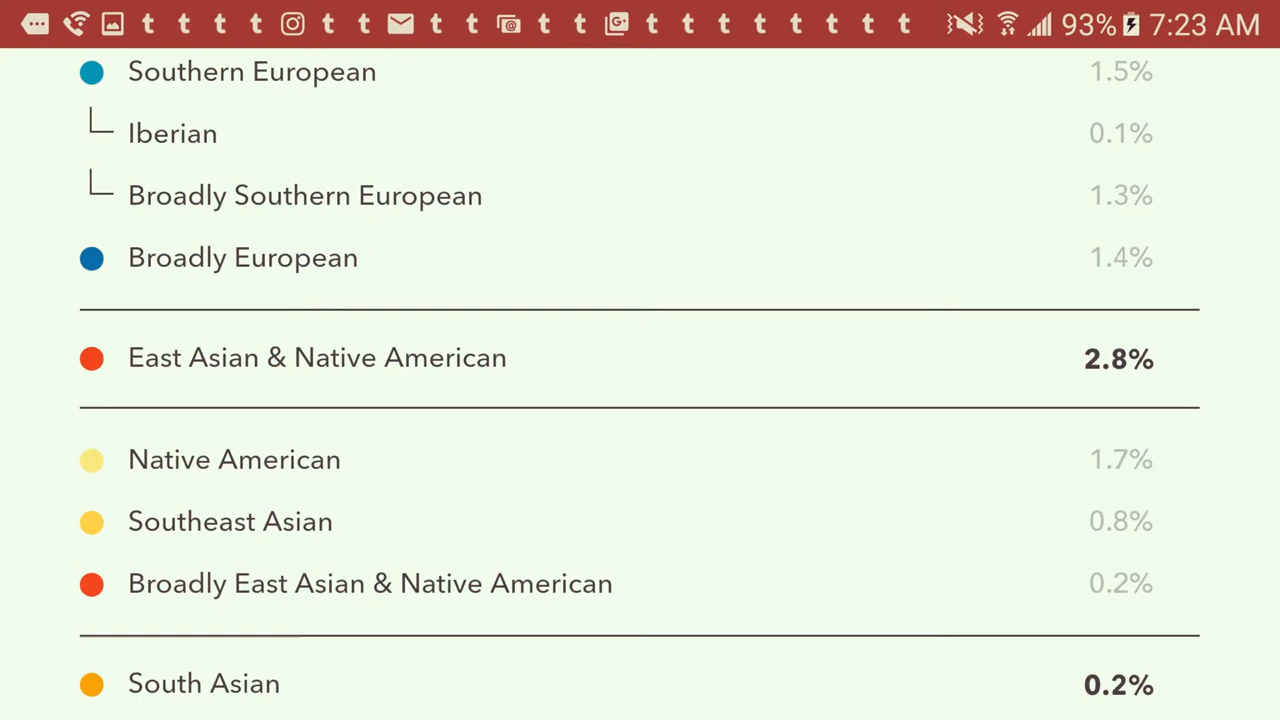 93% 7:23 AM
Southern European 1.5%
Iberian 0.1%
Broadly Southern European 1.3%
Broadly European 1.4%
East Asian & Native American 2.8%
Native American 1.7%
Southeast Asian 0.8%
Broadly East Asian & Native American 0.2%
South Asian 0.2%